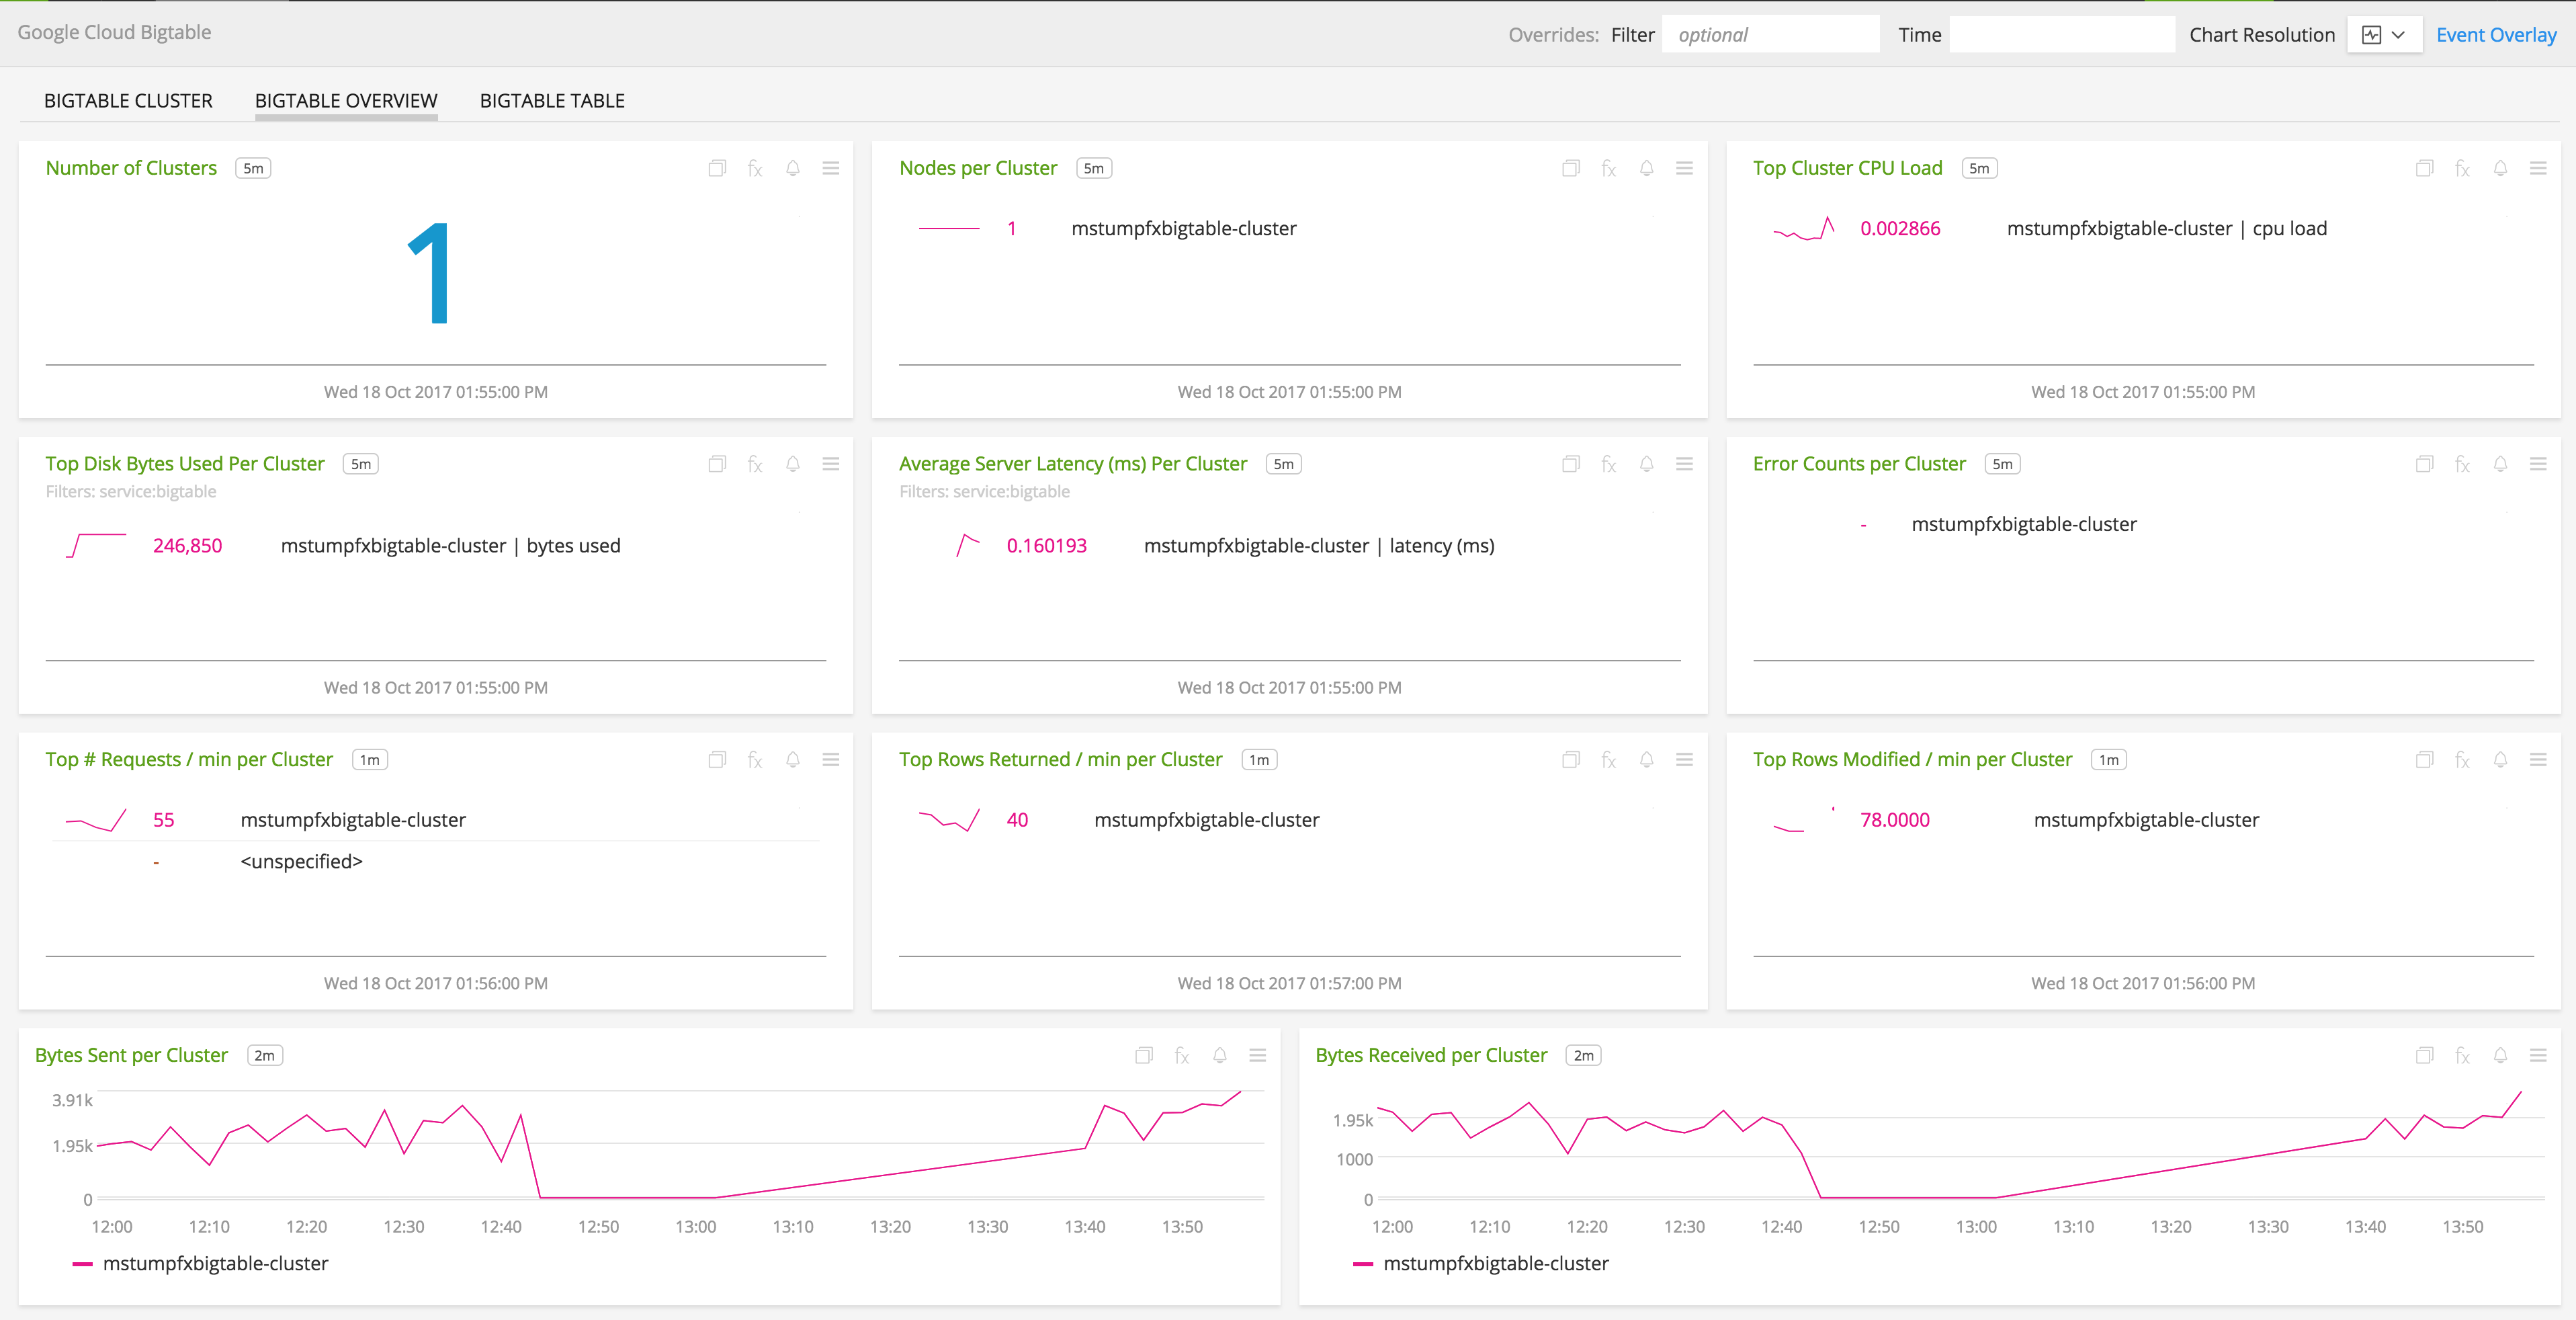 Google Cloud Bigtable
Overrides: Filter optional Time Chart Resolution Event Overlay
BIGTABLE CLUSTER BIGTABLE OVERVIEW BIGTABLE TABLE
Number of Clusters 5m fx
1
Wed 18 Oct 2017 01:55:00 PM
Nodes per Cluster 5m fx
1 mstumpfxbigtable-cluster
Wed 18 Oct 2017 01:55:00 PM
Top Cluster CPU Load 5m fx
0.002866 mstumpfxbigtable-cluster | cpu load
Wed 18 Oct 2017 01:55:00 PM
Top Disk Bytes Used Per Cluster 5m fx
Filters: service:bigtable
246,850 mstumpfxbigtable-cluster | bytes used
Wed 18 Oct 2017 01:55:00 PM
Average Server Latency (ms) Per Cluster 5m fx
Filters: service:bigtable
0.160193 mstumpfxbigtable-cluster | latency (ms)
Wed 18 Oct 2017 01:55:00 PM
Error Counts per Cluster 5m fx
- mstumpfxbigtable-cluster
Top # Requests / min per Cluster 1m fx
55 mstumpfxbigtable-cluster
- <unspecified>
Wed 18 Oct 2017 01:56:00 PM
Top Rows Returned / min per Cluster 1m fx
40 mstumpfxbigtable-cluster
Wed 18 Oct 2017 01:57:00 PM
Top Rows Modified / min per Cluster 1m fx
78.0000 mstumpfxbigtable-cluster
Wed 18 Oct 2017 01:56:00 PM
Bytes Sent per Cluster 2m fx
3.91k
1.95k
0
12:00 12:10 12:20 12:30 12:40 12:50 13:00 13:10 13:20 13:30 13:40 13:50
mstumpfxbigtable-cluster
Bytes Received per Cluster 2m fx
1.95k
1000
0
12:00 12:10 12:20 12:30 12:40 12:50 13:00 13:10 13:20 13:30 13:40 13:50
mstumpfxbigtable-cluster